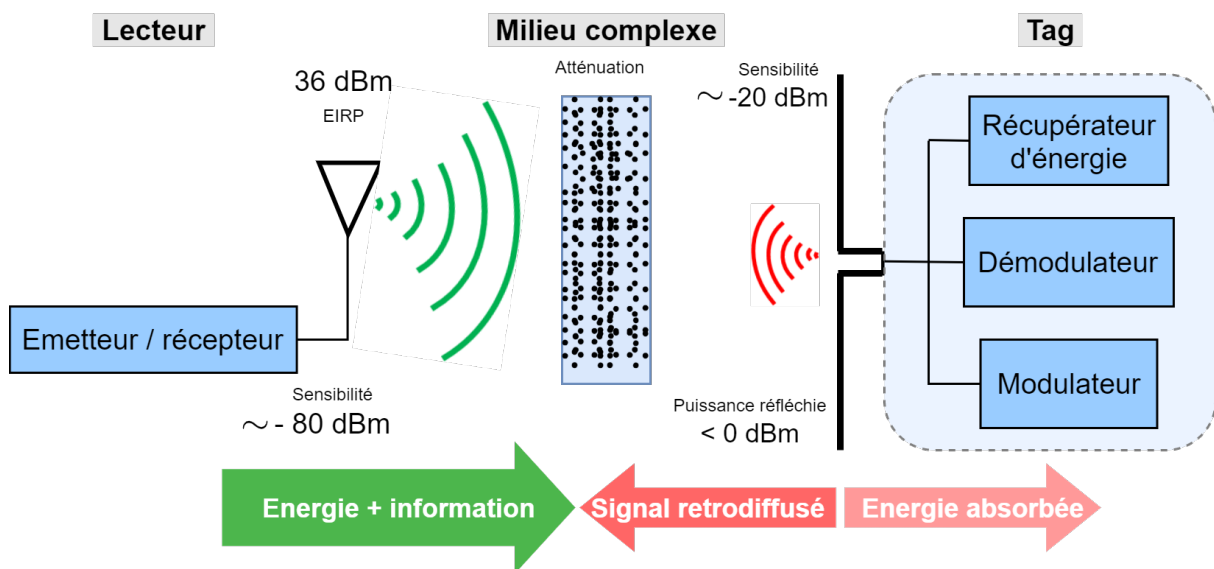 Lecteur
Milieu complexe
Tag
36 dBm
EIRP
Atténuation
Sensibilité
~ -20 dBm
Récupérateur
d'énergie
Démodulateur
Modulateur
Emetteur / récepteur
Sensibilité
~ - 80 dBm
Puissance réfléchie
< 0 dBm
Energie + information
Signal retrodiffusé
Energie absorbée